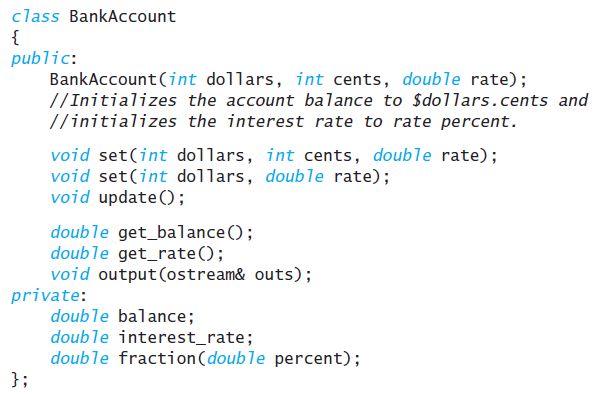 class BankAccount
{
public:
    BankAccount(int dollars, int cents, double rate);
    //Initializes the account balance to $dollars.cents and
    //initializes the interest rate to rate percent.
    void set(int dollars, int cents, double rate);
    void set(int dollars, double rate);
    void update();
    double get_balance();
    double get_rate();
    void output(ostream& outs);
private:
    double balance;
    double interest_rate;
    double fraction(double percent);
};